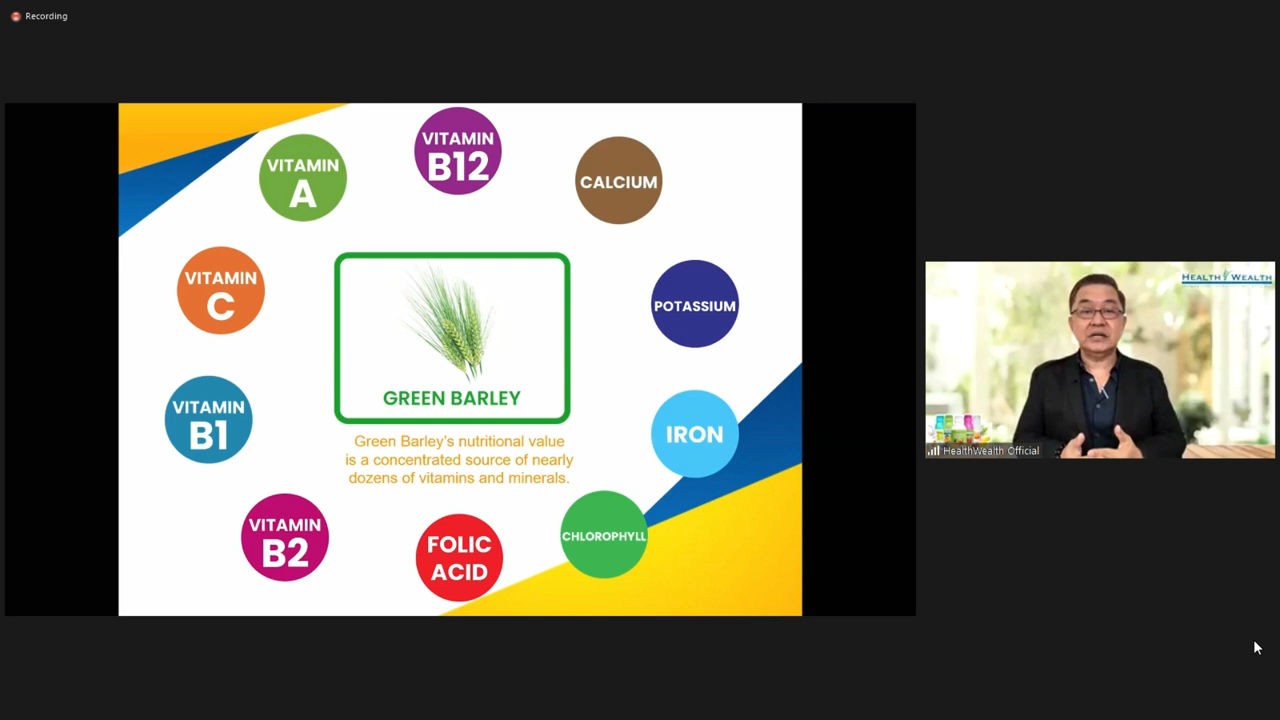 Recording
VITAMIN
B12
VITAMIN
A
CALCIUM
VITAMIN
C
POTASSIUM
GREEN BARLEY
Green Barley's nutritional value
is a concentrated source of nearly
dozens of vitamins and minerals.
VITAMIN
B1
IRON
VITAMIN
B2
FOLIC
ACID
CHLOROPHYLL
HEALTH WEALTH
HealthWealth Official